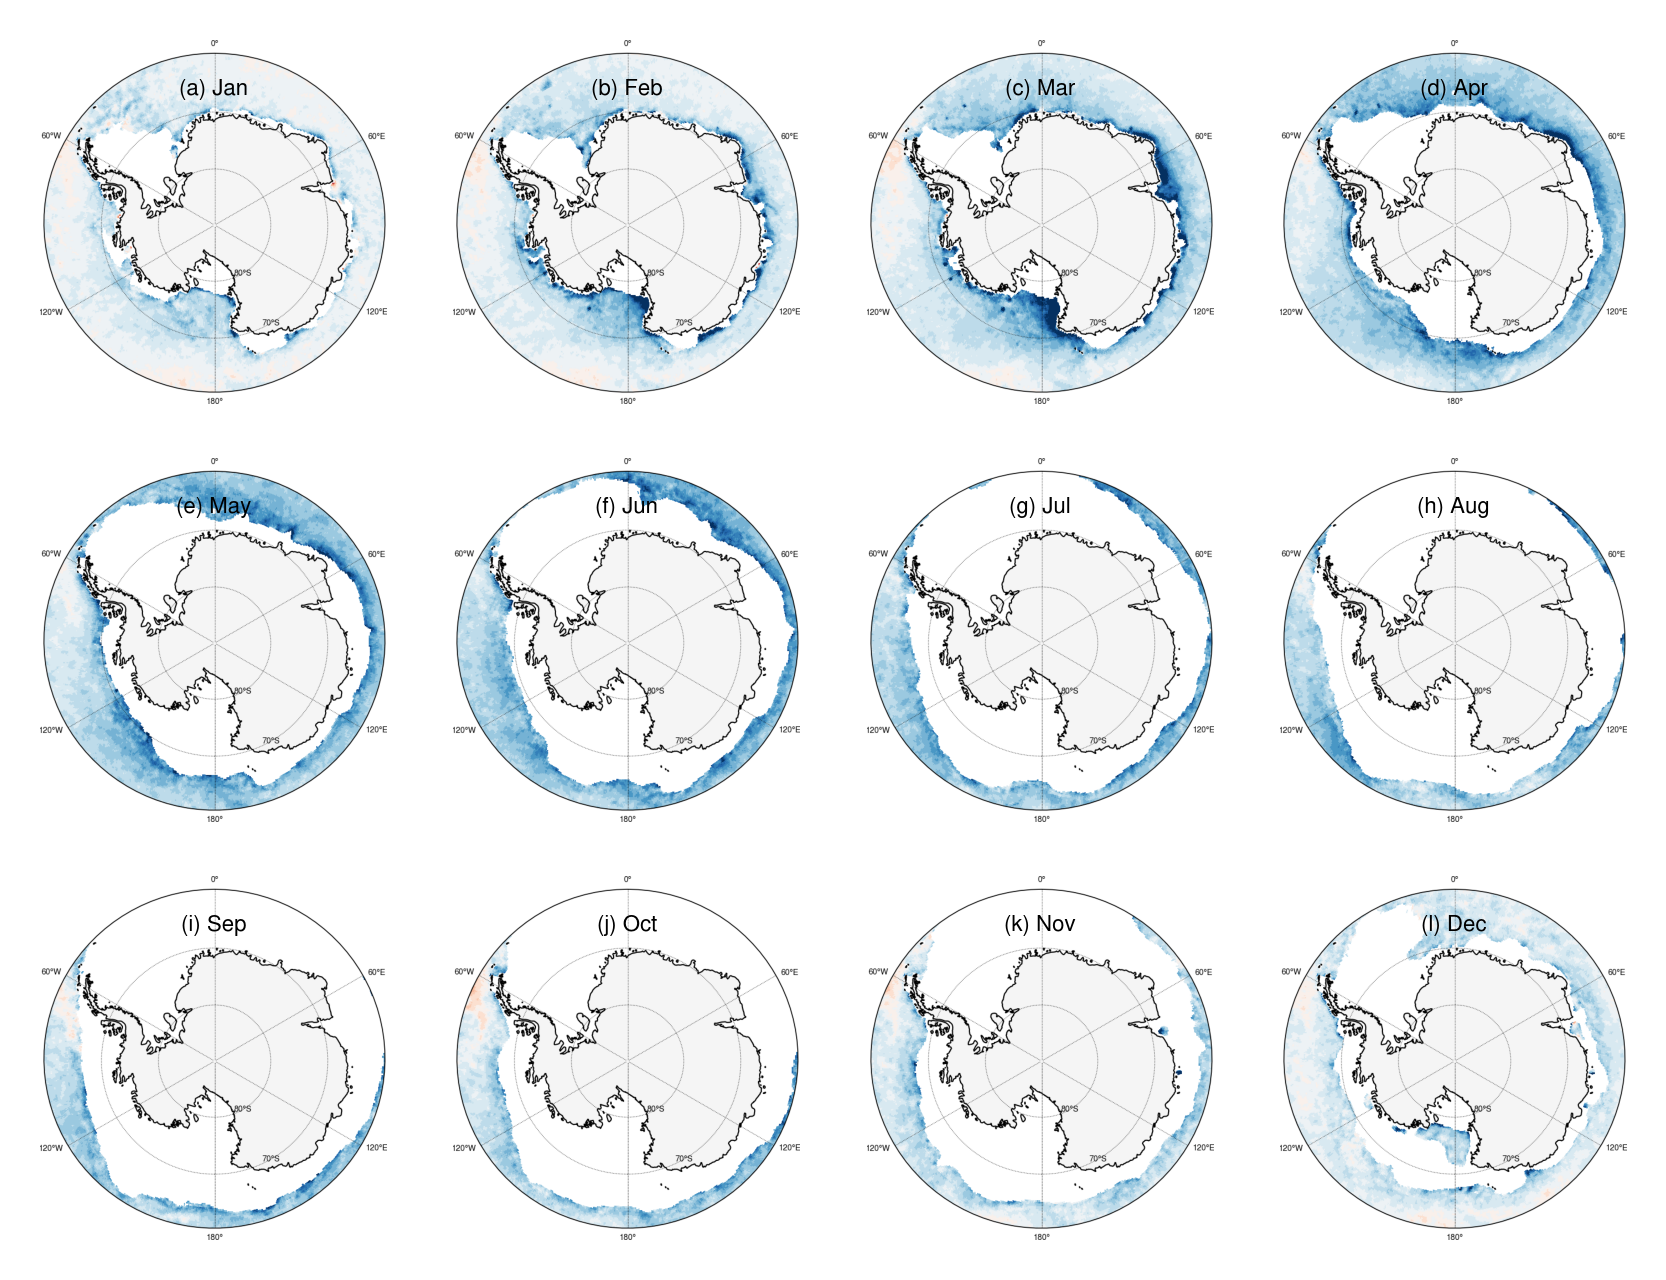 0°
(a) Jan
60°W
60°E
80°S
120°W
120°E
70°S
180°
0°
(b) Feb
60°W
60°E
80°S
120°W
120°E
70°S
180°
0°
(c) Mar
60°W
60°E
80°S
120°W
120°E
70°S
180°
0°
(d) Apr
60°W
60°E
80°S
120°W
120°E
70°S
180°
0°
(e) May
60°W
60°E
80°S
120°W
120°E
70°S
180°
0°
(f) Jun
60°W
60°E
80°S
120°W
120°E
70°S
180°
0°
(g) Jul
60°W
60°E
80°S
120°W
120°E
70°S
180°
0°
(h) Aug
60°W
60°E
80°S
120°W
120°E
70°S
180°
0°
(i) Sep
60°W
60°E
80°S
120°W
120°E
70°S
180°
0°
(j) Oct
60°W
60°E
80°S
120°W
120°E
70°S
180°
0°
(k) Nov
60°W
60°E
80°S
120°W
120°E
70°S
180°
0°
(l) Dec
60°W
60°E
80°S
120°W
120°E
70°S
180°